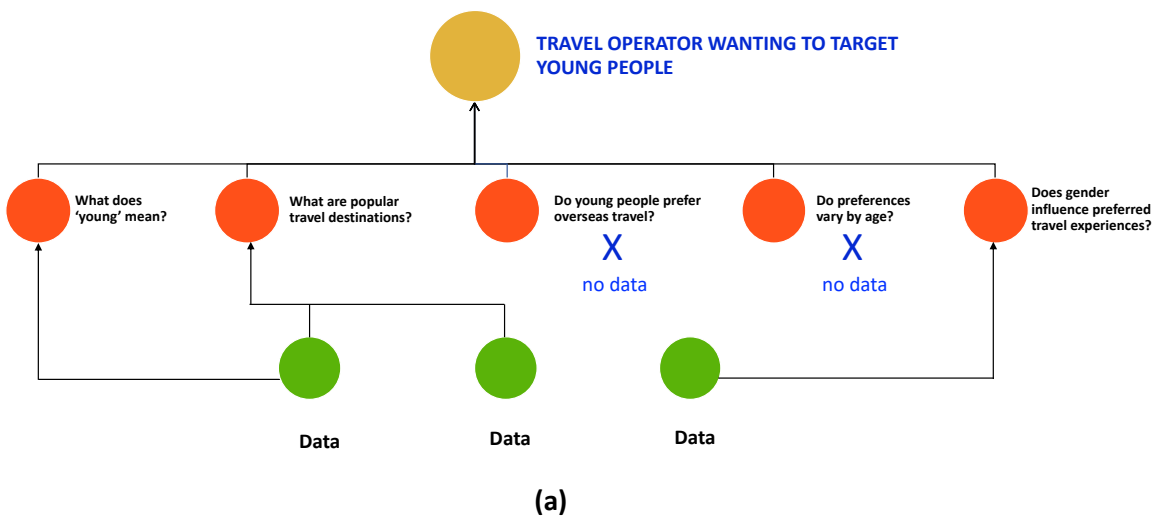 TRAVEL OPERATOR WANTING TO TARGET
YOUNG PEOPLE
What does
‘young’ mean?
What are popular
travel destinations?
Do young people prefer
overseas travel?
X
no data
Do preferences
vary by age?
X
no data
Does gender
influence preferred
travel experiences?
Data
Data
Data
(a)